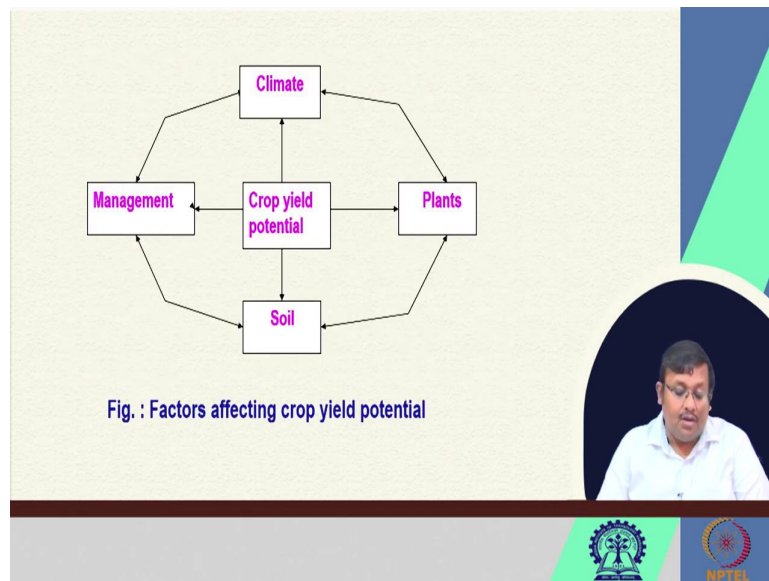 Climate
Management
Crop yield
potential
Plants
Soil
Fig. : Factors affecting crop yield potential
NPTEL